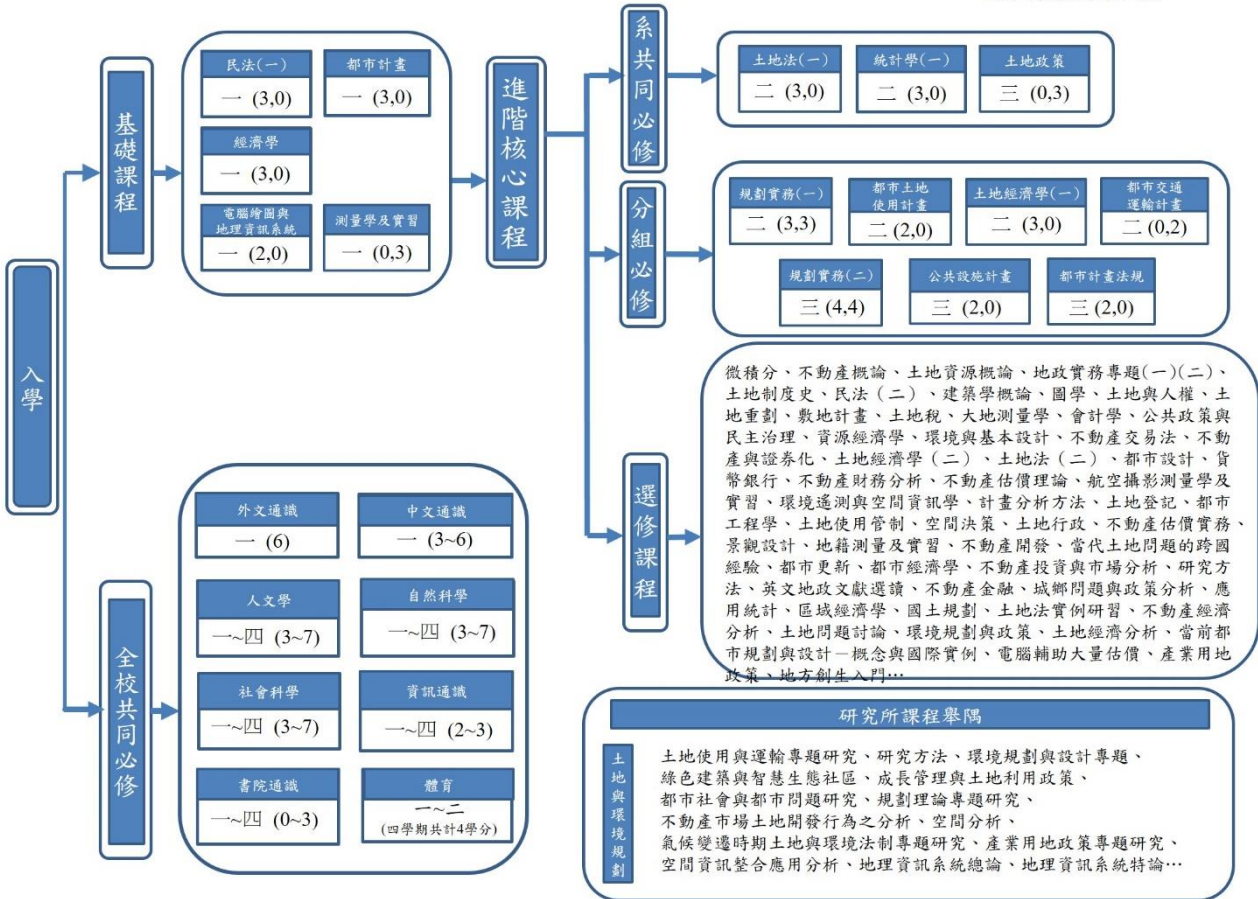 入學
基礎課程
民法(一)
一 (3,0)
都市計畫
一 (3,0)
經濟學
一 (3,0)
電腦繪圖與
地理資訊系統
一 (2,0)
測量學及實習
一 (0,3)
進階核心課程
系共同必修
土地法(一)
二 (3,0)
統計學(一)
二 (3,0)
土地政策
三 (0,3)
分組必修
規劃實務(一)
二 (3,3)
都市土地
使用計畫
二 (2,0)
土地經濟學(一)
二 (3,0)
都市交通
運輸計畫
二 (0,2)
規劃實務(二)
三 (4,4)
公共設施計畫
三 (2,0)
都市計畫法規
三 (2,0)
選修課程
微積分、不動產概論、土地資源概論、地政實務專題(一)(二)、
土地制度史、民法（二）、建築學概論、圖學、土地與人權、土
地重劃、敷地計畫、土地稅、大地測量學、會計學、公共政策與
民主治理、資源經濟學、環境與基本設計、不動產交易法、不動
產與證券化、土地經濟學（二）、土地法（二）、都市設計、貨
幣銀行、不動產財務分析、不動產估價理論、航空攝影測量學及
實習、環境遙測與空間資訊學、計畫分析方法、土地登記、都市
工程學、土地使用管制、空間決策、土地行政、不動產估價實務、
景觀設計、地籍測量及實習、不動產開發、當代土地問題的跨國
經驗、都市更新、都市經濟學、不動產投資與市場分析、研究方
法、英文地政文獻選讀、不動產金融、城鄉問題與政策分析、應
用統計、區域經濟學、國土規劃、土地法實例研習、不動產經濟
分析、土地問題討論、環境規劃與政策、土地經濟分析、當前都
市規劃與設計－概念與國際實例、電腦輔助大量估價、產業用地
政策、地方創生入門…
全校共同必修
外文通識
一 (6)
中文通識
一 (3~6)
人文學
一~四 (3~7)
自然科學
一~四 (3~7)
社會科學
一~四 (3~7)
資訊通識
一~四 (2~3)
書院通識
一~四 (0~3)
體育
一~二
(四學期共計4學分)
研究所課程舉隅
土地與環境規劃
土地使用與運輸專題研究、研究方法、環境規劃與設計專題、
綠色建築與智慧生態社區、成長管理與土地利用政策、
都市社會與都市問題研究、規劃理論專題研究、
不動產市場土地開發行為之分析、空間分析、
氣候變遷時期土地與環境法制專題研究、產業用地政策專題研究、
空間資訊整合應用分析、地理資訊系統總論、地理資訊系統特論…